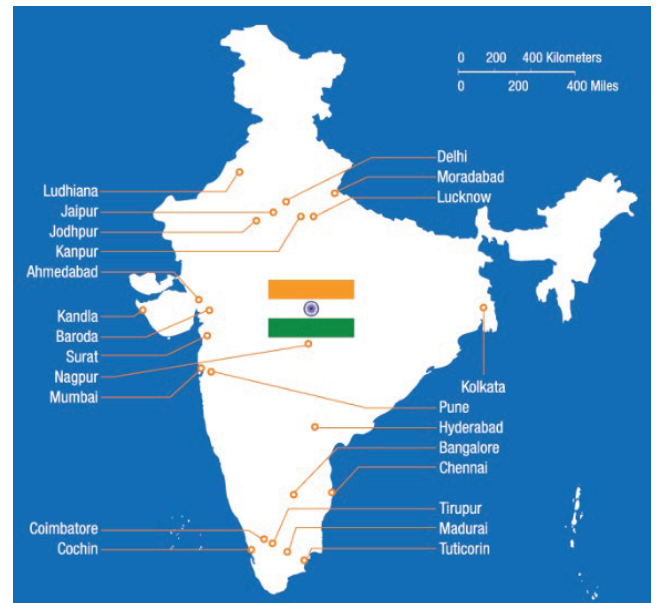 0 200 400 Kilometers
0 200 400 Miles
Delhi
Moradabad
Lucknow
Ludhiana
Jaipur
Jodhpur
Kanpur
Ahmedabad
Kandla
Baroda
Surat
Nagpur
Mumbai
Kolkata
Pune
Hyderabad
Bangalore
Chennai
Tirupur
Madurai
Tuticorin
Coimbatore
Cochin